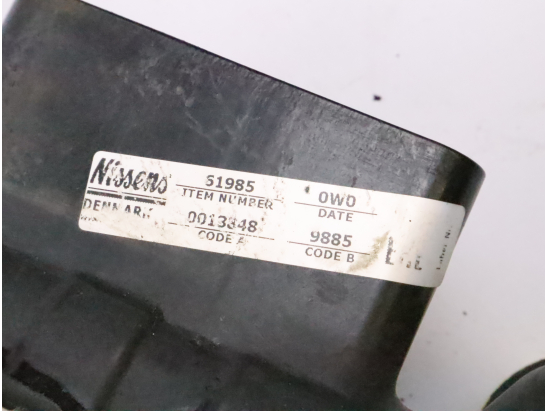 Nissens 61985 0W0
ITEM NUMBER DATE
DENMARK 0013348 9885
CODE A CODE B